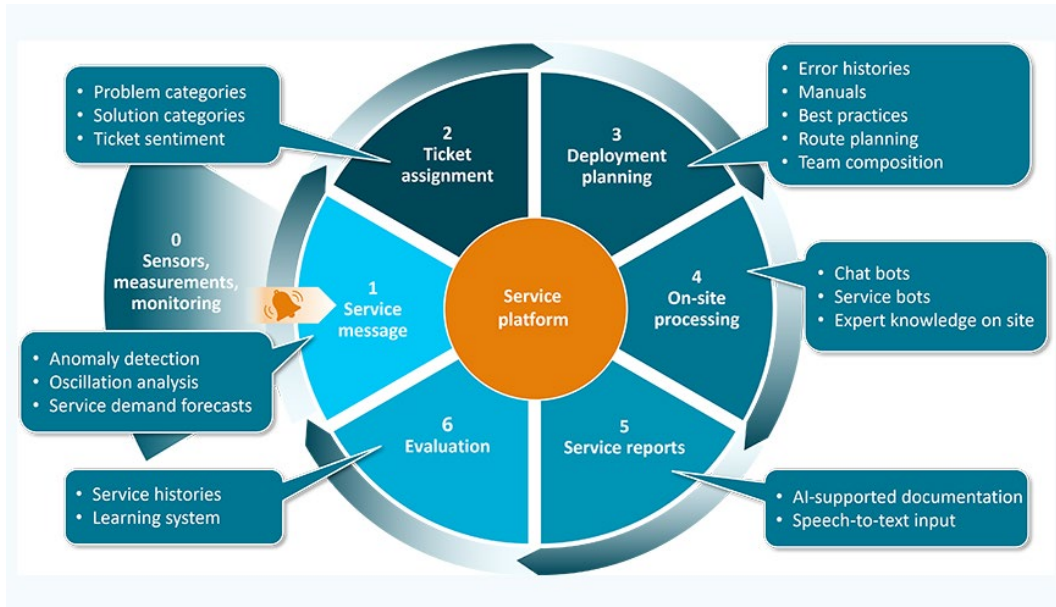 • Problem categories
• Solution categories
• Ticket sentiment
• Error histories
• Manuals
• Best practices
• Route planning
• Team composition
2
Ticket
assignment
3
Deployment
planning
0
Sensors,
measurements,
monitoring
1
Service
message
Service
platform
4
On-site
processing
• Chat bots
• Service bots
• Expert knowledge on site
• Anomaly detection
• Oscillation analysis
• Service demand forecasts
6
Evaluation
5
Service reports
• Service histories
• Learning system
• AI-supported documentation
• Speech-to-text input